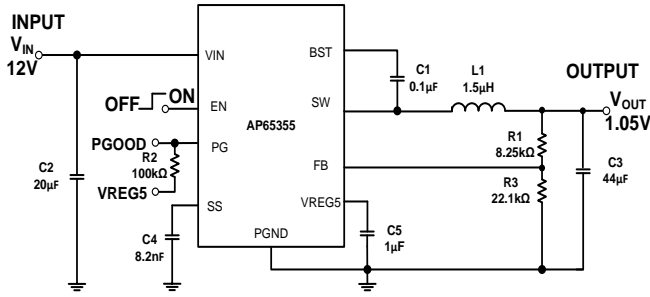 INPUT
VIN
12V
C2
20μF
OFF
ON
PGOOD
R2
100kΩ
VREG5
C4
8.2nF
VIN
EN
PG
SS
AP65355
PGND
BST
SW
FB
VREG5
C1
0.1μF
L1
1.5μH
C5
1μF
OUTPUT
VOUT
1.05V
R1
8.25kΩ
R3
22.1kΩ
C3
44μF